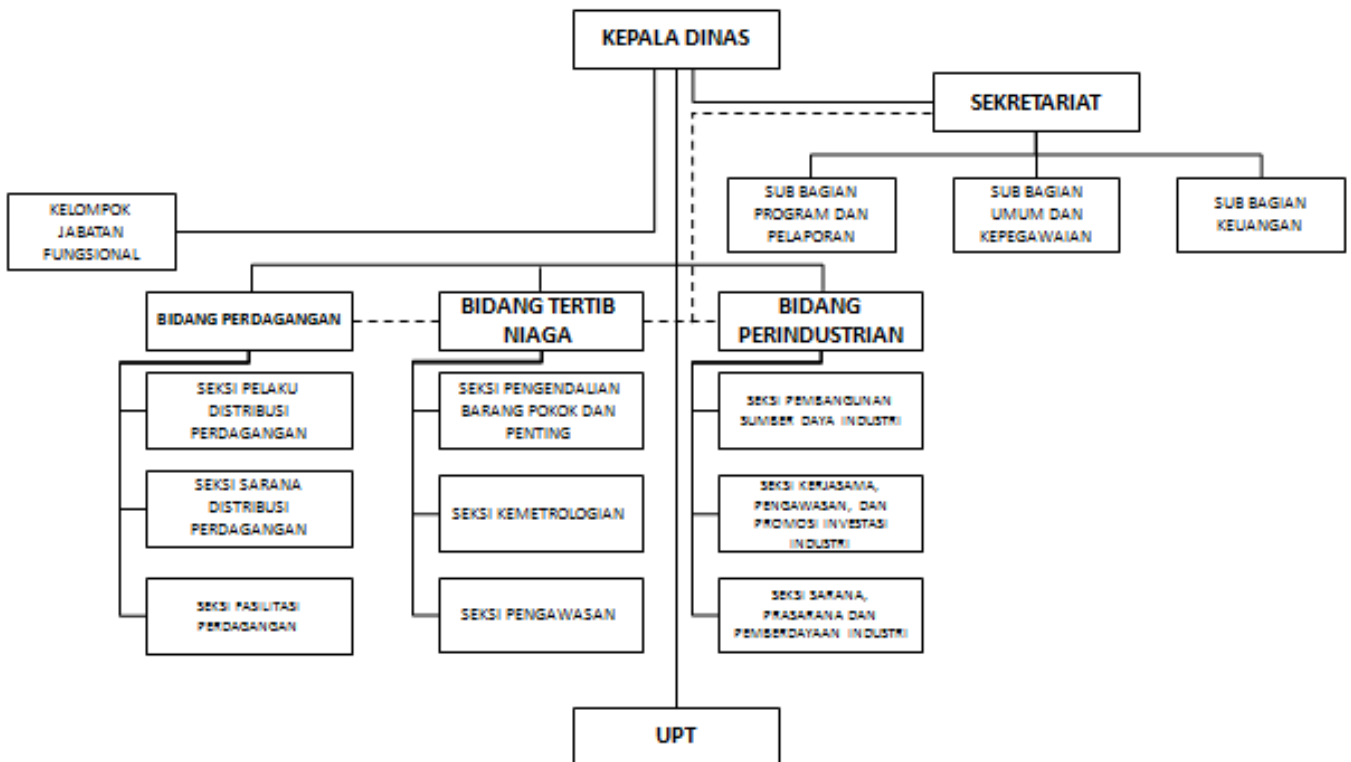 KEPALA DINAS
SEKRETARIAT
SUB BAGIAN
PROGRAM DAN
PELAPORAN
SUB BAGIAN
UMUM DAN
KEPEGAWAIAN
SUB BAGIAN
KEUANGAN
KELOMPOK
JABATAN
FUNGSIONAL
BIDANG PERDAGANGAN
BIDANG TERTIB
NIAGA
BIDANG
PERINDUSTRIAN
SEKSI PELAKU
DISTRIBUSI
PERDAGANGAN
SEKSI PENGENDALIAN
BARANG POKOK DAN
PENTING
SEKSI PEMBANGUNAN
SUMBER DAYA INDUSTRI
SEKSI SARANA
DISTRIBUSI
PERDAGANGAN
SEKSI KEMETROLOGIAN
SEKSI KERJASAMA,
PENGAWASAN, DAN
PROMOSI INVESTASI
INDUSTRI
SEKSI FASILITASI
PERDAGANGAN
SEKSI PENGAWASAN
SEKSI SARANA,
PRASARANA DAN
PEMBERDAYAAN INDUSTRI
UPT